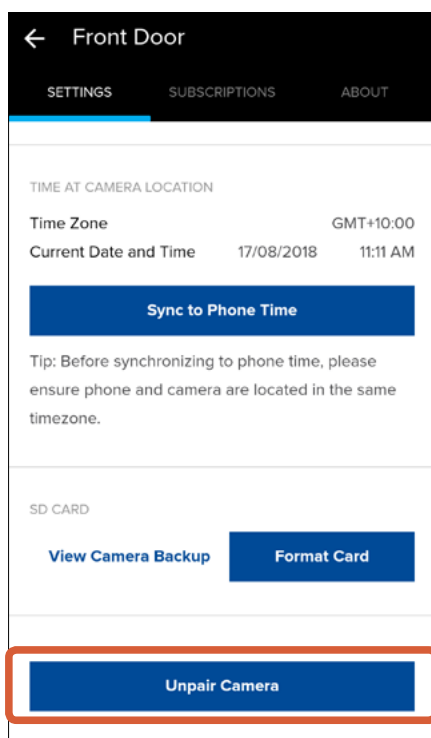 Front Door
SETTINGS SUBSCRIPTIONS ABOUT
TIME AT CAMERA LOCATION
Time Zone GMT+10:00
Current Date and Time 17/08/2018 11:11 AM
Sync to Phone Time
Tip: Before synchronizing to phone time, please
ensure phone and camera are located in the same
timezone.
SD CARD
View Camera Backup Format Card
Unpair Camera